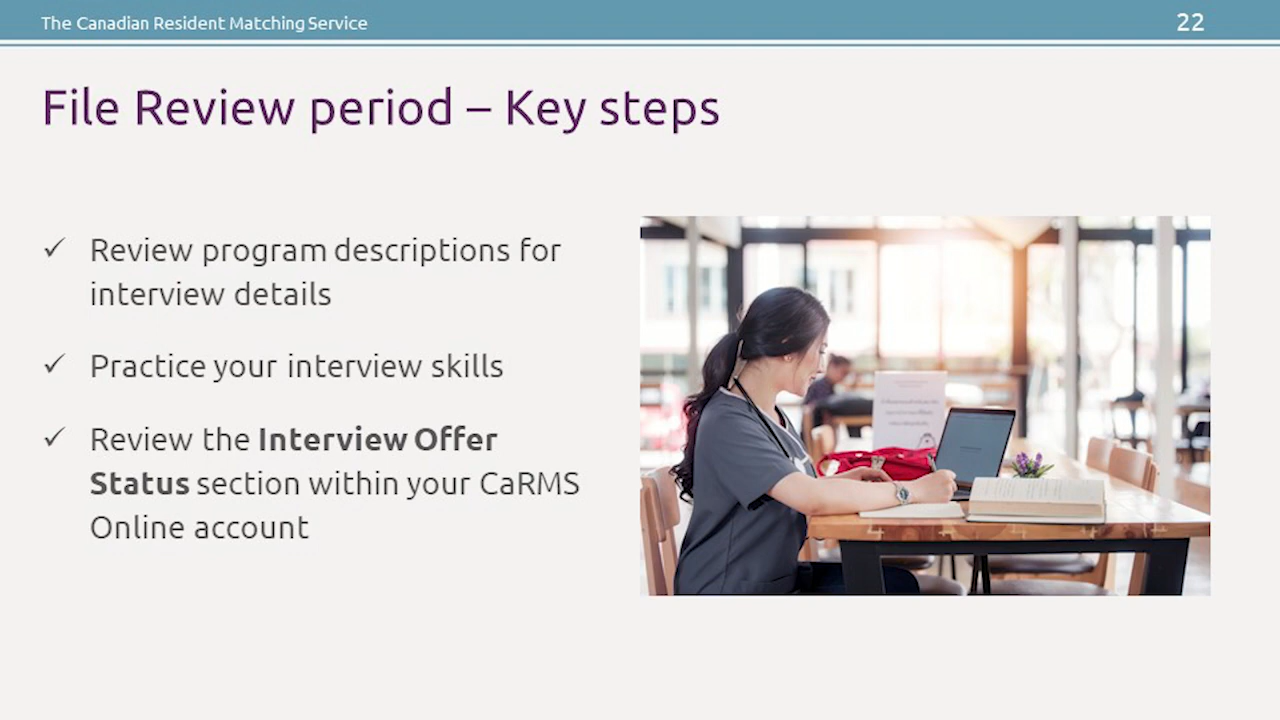 The Canadian Resident Matching Service
22
File Review period – Key steps
✓ Review program descriptions for
interview details
✓ Practice your interview skills
✓ Review the Interview Offer
Status section within your CaRMS
Online account